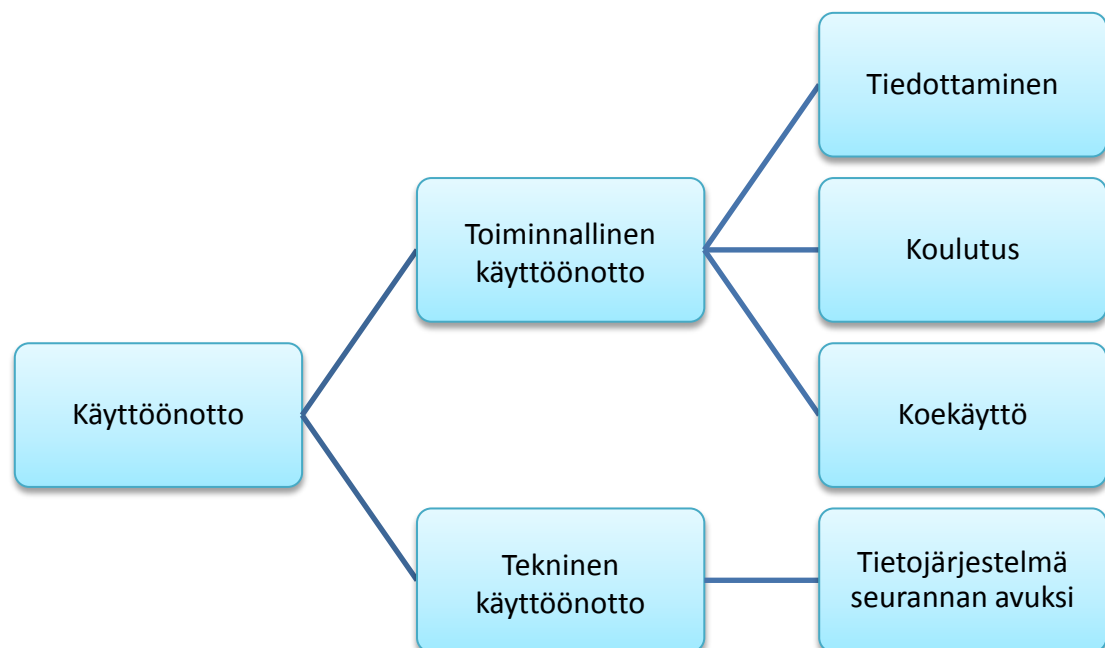 Tiedottaminen
Toiminnallinen
käyttöönotto
Koulutus
Käyttöönotto
Koekäyttö
Tekninen
käyttöönotto
Tietojärjestelmä
seurannan avuksi